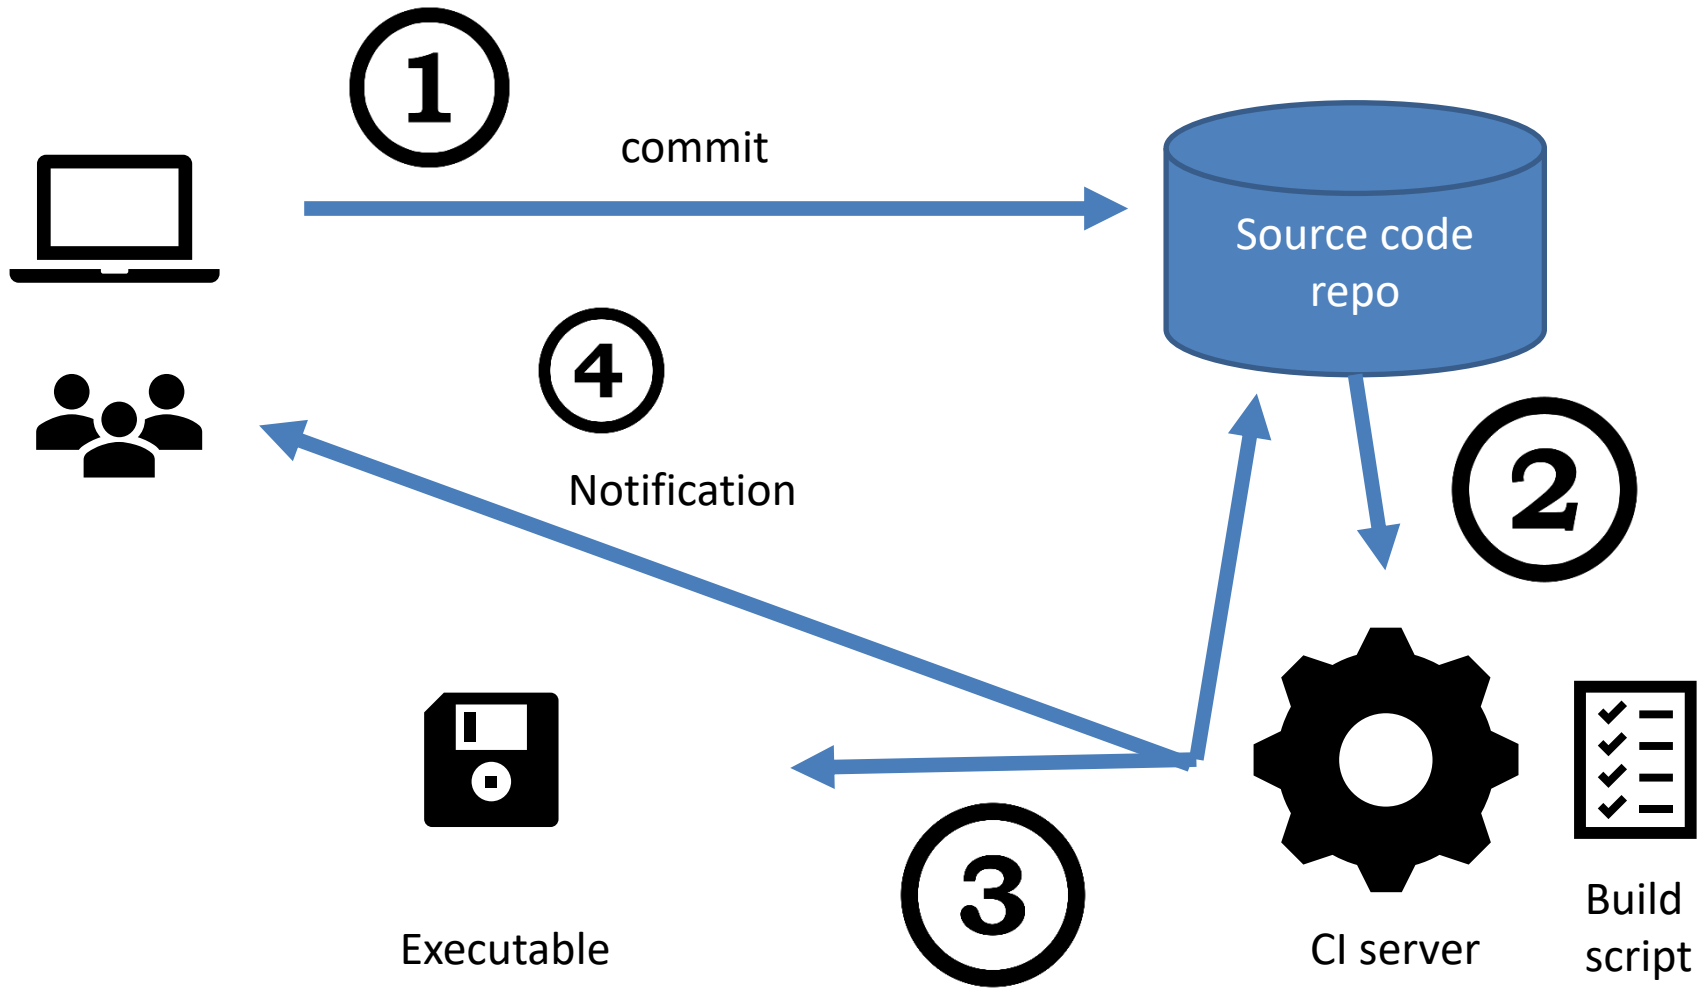 1
commit
Source code
repo
4
Notification
2
3
Executable
CI server
Build
script